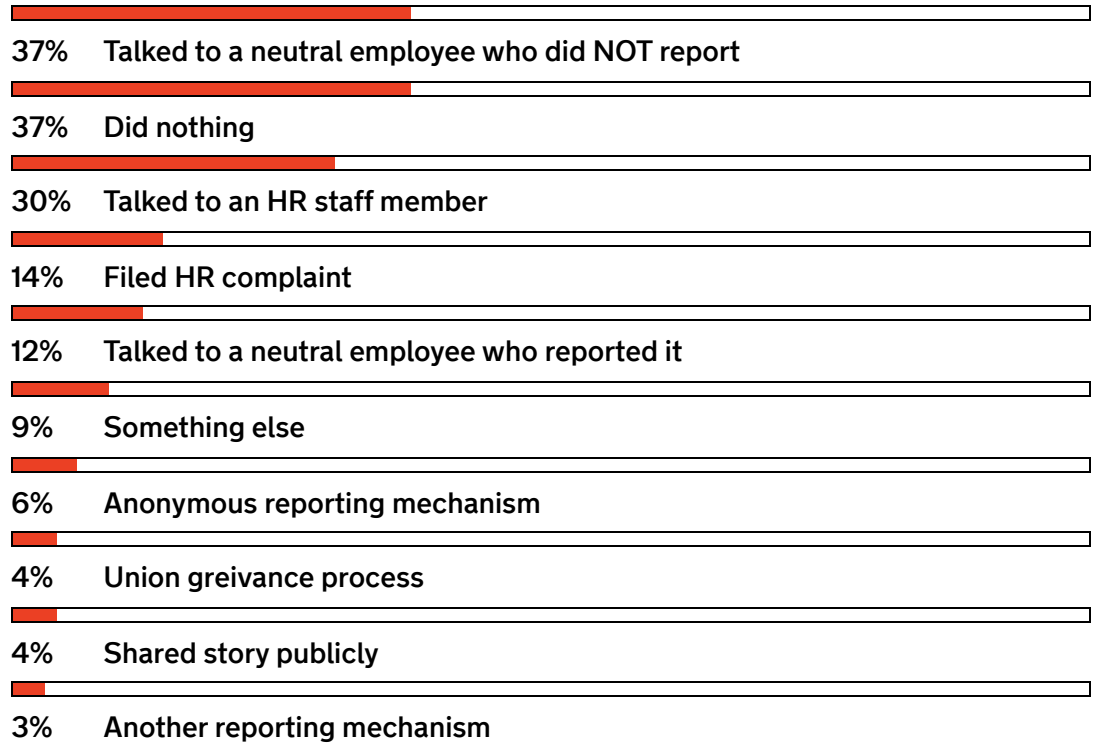 37% Talked to a neutral employee who did NOT report
37% Did nothing
30% Talked to an HR staff member
14% Filed HR complaint
12% Talked to a neutral employee who reported it
9% Something else
6% Anonymous reporting mechanism
4% Union greivance process
4% Shared story publicly
3% Another reporting mechanism